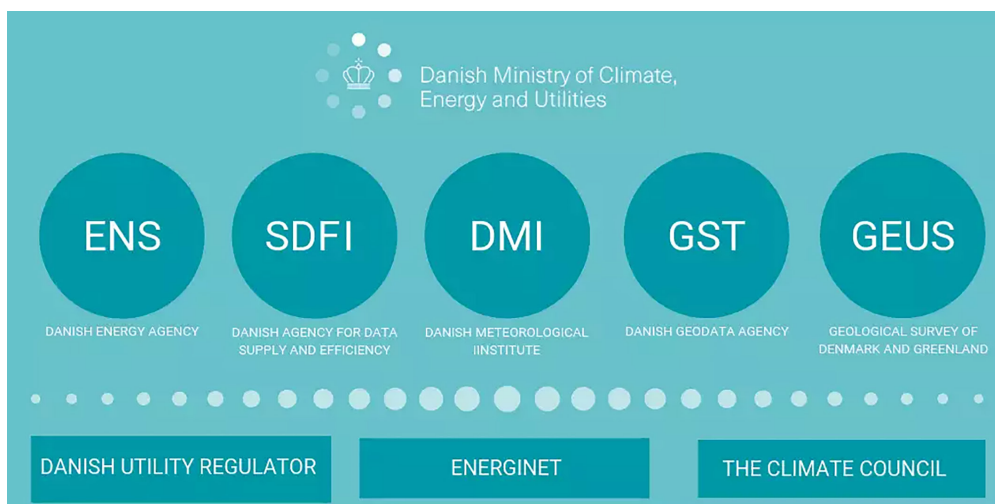 Danish Ministry of Climate,
Energy and Utilities
ENS
SDFI
DMI
GST
GEUS
DANISH ENERGY AGENCY
DANISH AGENCY FOR DATA
SUPPLY AND EFFICIENCY
DANISH METEOROLOGICAL
IINSTITUTE
DANISH GEODATA AGENCY
GEOLOGICAL SURVEY OF
DENMARK AND GREENLAND
DANISH UTILITY REGULATOR
ENERGINET
THE CLIMATE COUNCIL